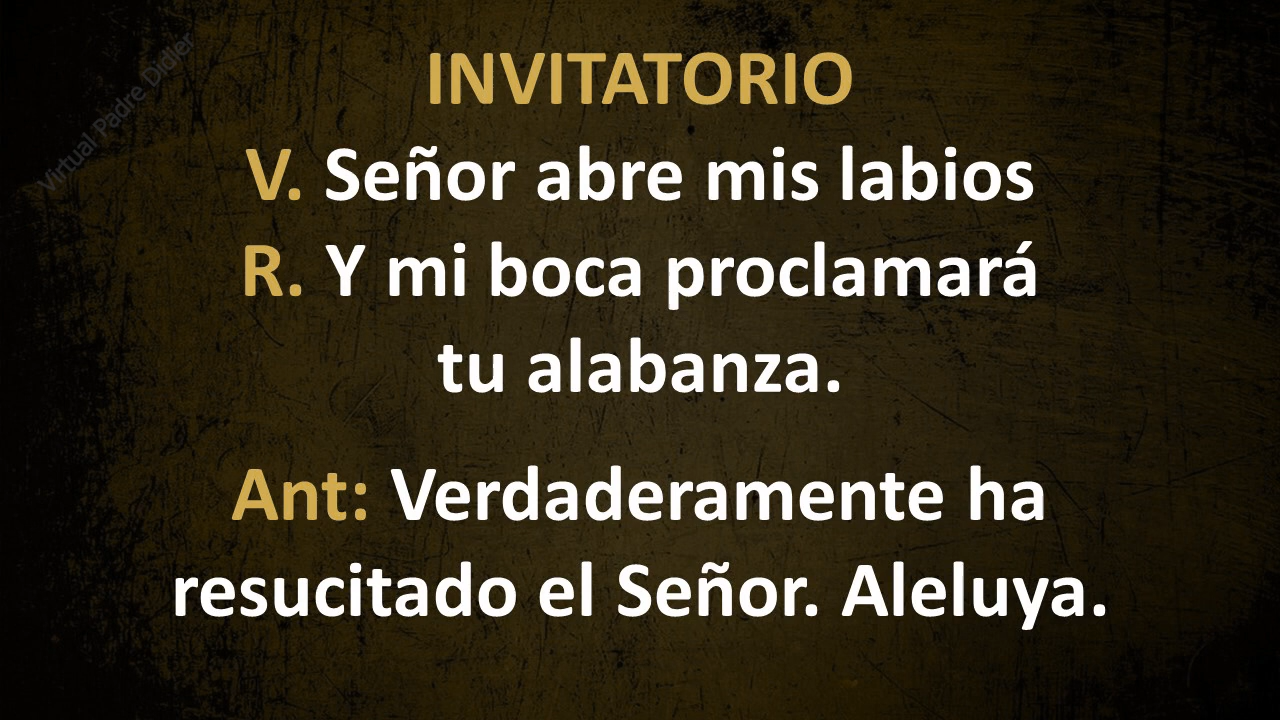 Virtual Padre Didier
INVITATORIO
V. Señor abre mis labios
R. Y mi boca proclamará
tu alabanza.
Ant: Verdaderamente ha
resucitado el Señor. Aleluya.